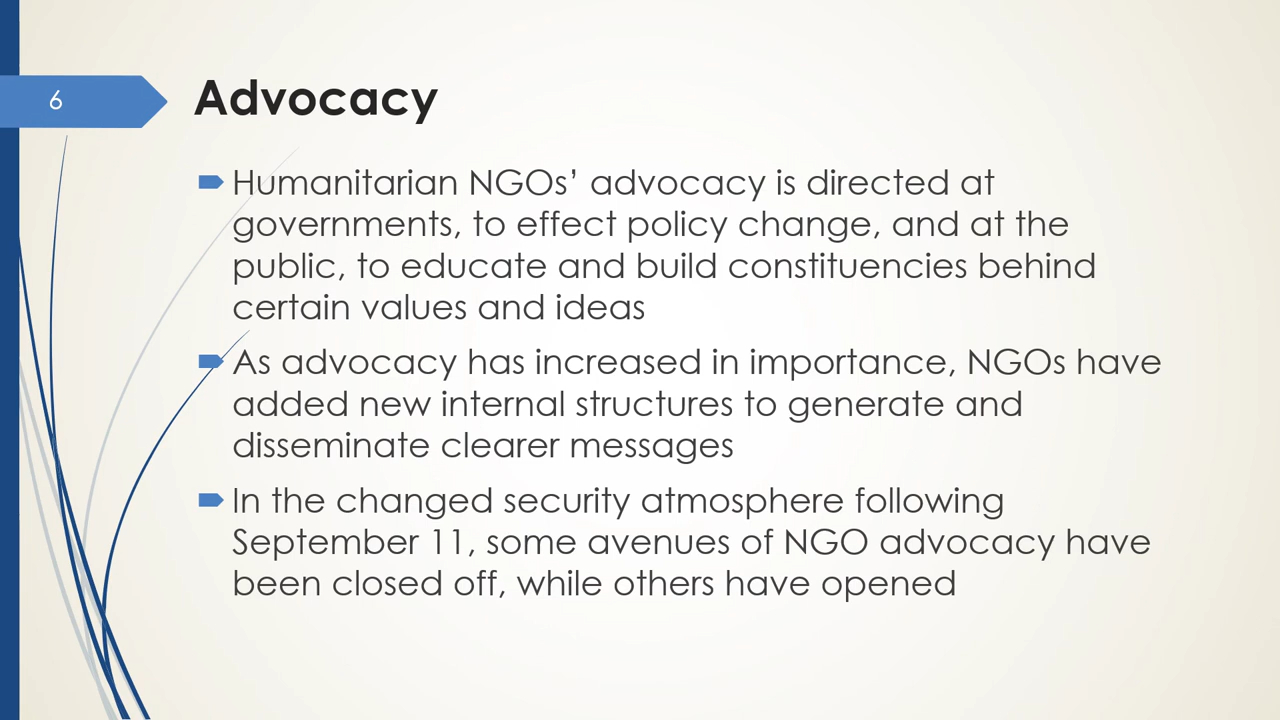 6
Advocacy
Humanitarian NGOs’ advocacy is directed at
governments, to effect policy change, and at the
public, to educate and build constituencies behind
certain values and ideas
As advocacy has increased in importance, NGOs have
added new internal structures to generate and
disseminate clearer messages
In the changed security atmosphere following
September 11, some avenues of NGO advocacy have
been closed off, while others have opened